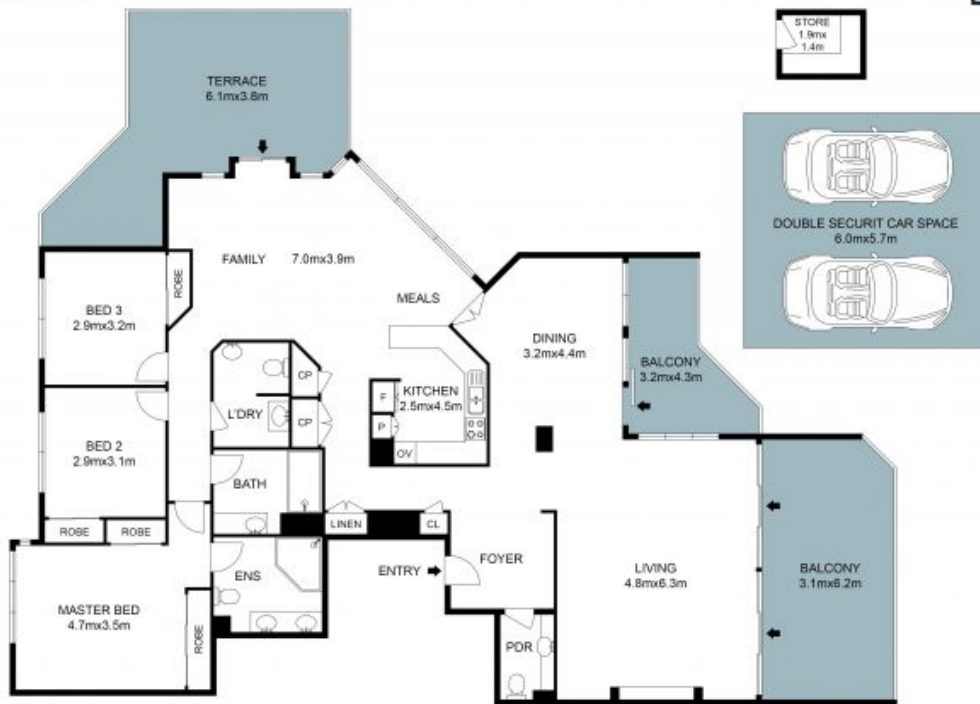 STORE
1.9mx
1.4m
TERRACE
6.1mx3.8m
DOUBLE SECURIT CAR SPACE
6.0mx5.7m
FAMILY 7.0mx3.9m
ROBE
MEALS
BED 3
2.9mx3.2m
DINING
3.2mx4.4m
BALCONY
3.2mx4.3m
CP
KITCHEN
2.5mx4.5m
F
L'DRY
CP
P
BED 2
2.9mx3.1m
OV
BATH
ROBE
ROBE
LINEN
CL
FOYER
ENTRY
ENS
LIVING
4.8mx6.3m
BALCONY
3.1mx6.2m
MASTER BED
4.7mx3.5m
ROBE
PDR